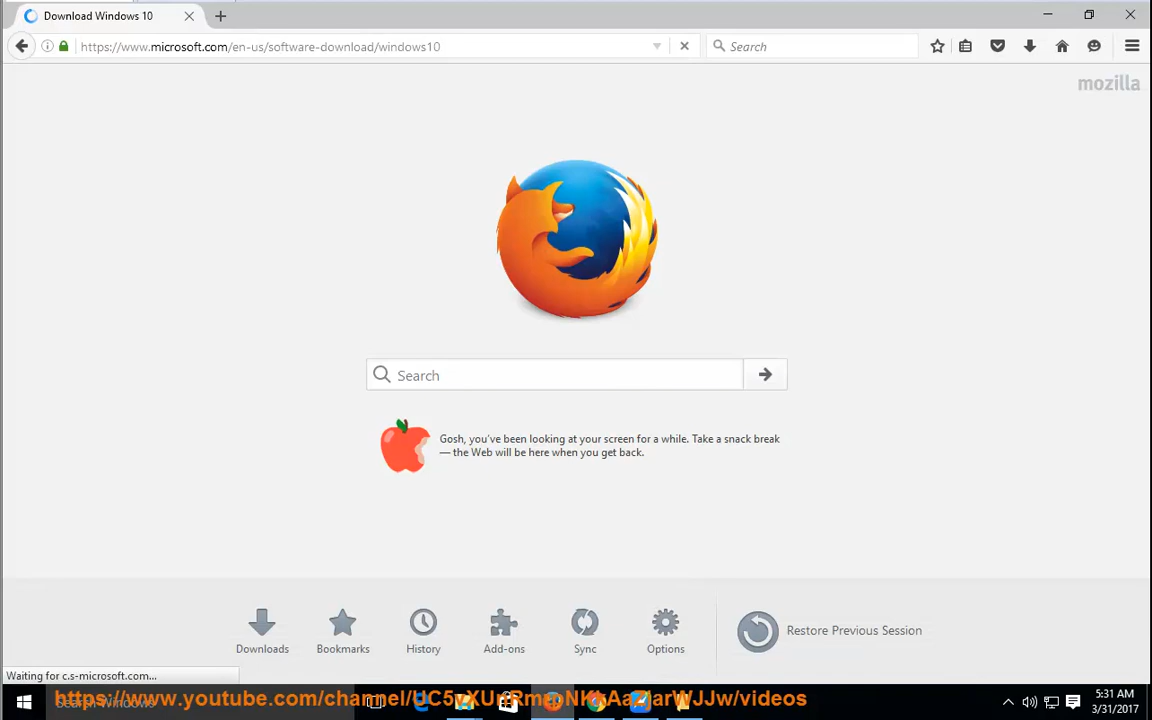 Download Windows 10
https://www.microsoft.com/en-us/software-download/windows10
Search
mozilla
Search
Gosh, you've been looking at your screen for a while. Take a snack break
— the Web will be here when you get back.
Downloads
Bookmarks
History
Add-ons
Sync
Options
Restore Previous Session
Waiting for c.s-microsoft.com...
Search Windows
5:31 AM
3/31/2017